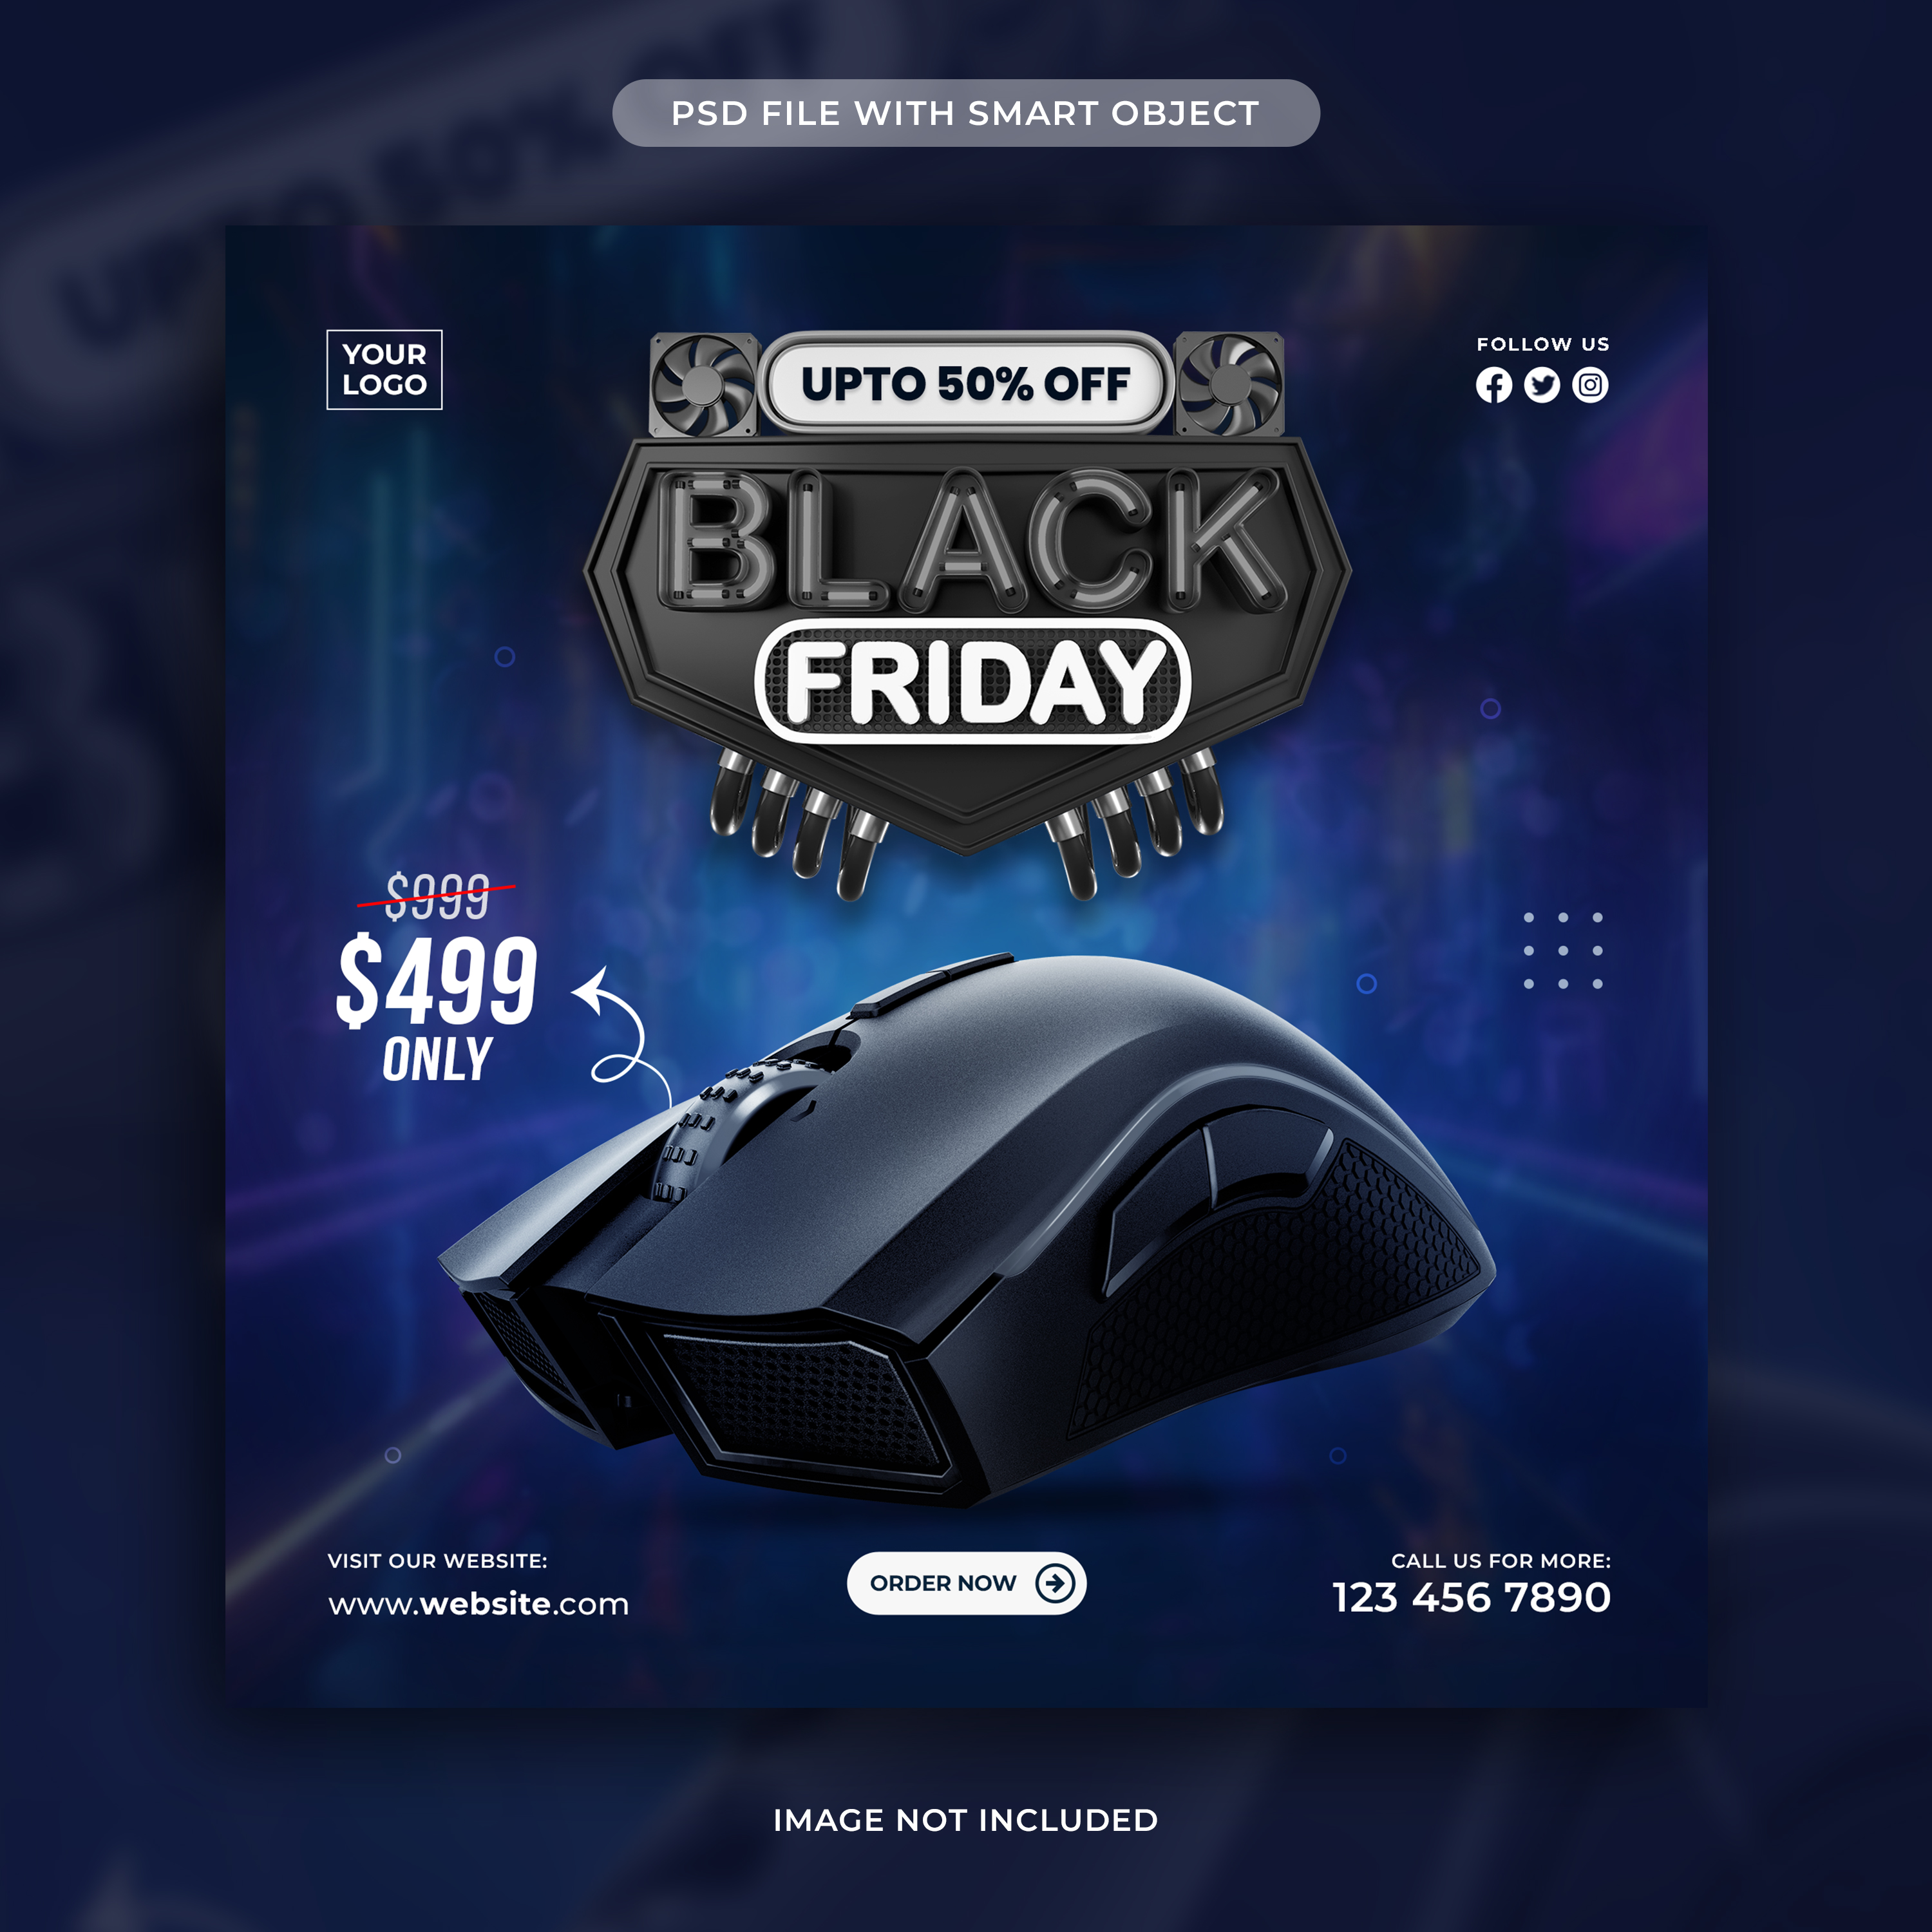 PSD FILE WITH SMART OBJECT
YOUR
LOGO
UPTO 50% OFF
FOLLOW US
BLACK
FRIDAY
$999
$499
ONLY
VISIT OUR WEBSITE:
www.website.com
ORDER NOW
CALL US FOR MORE:
123 456 7890
IMAGE NOT INCLUDED